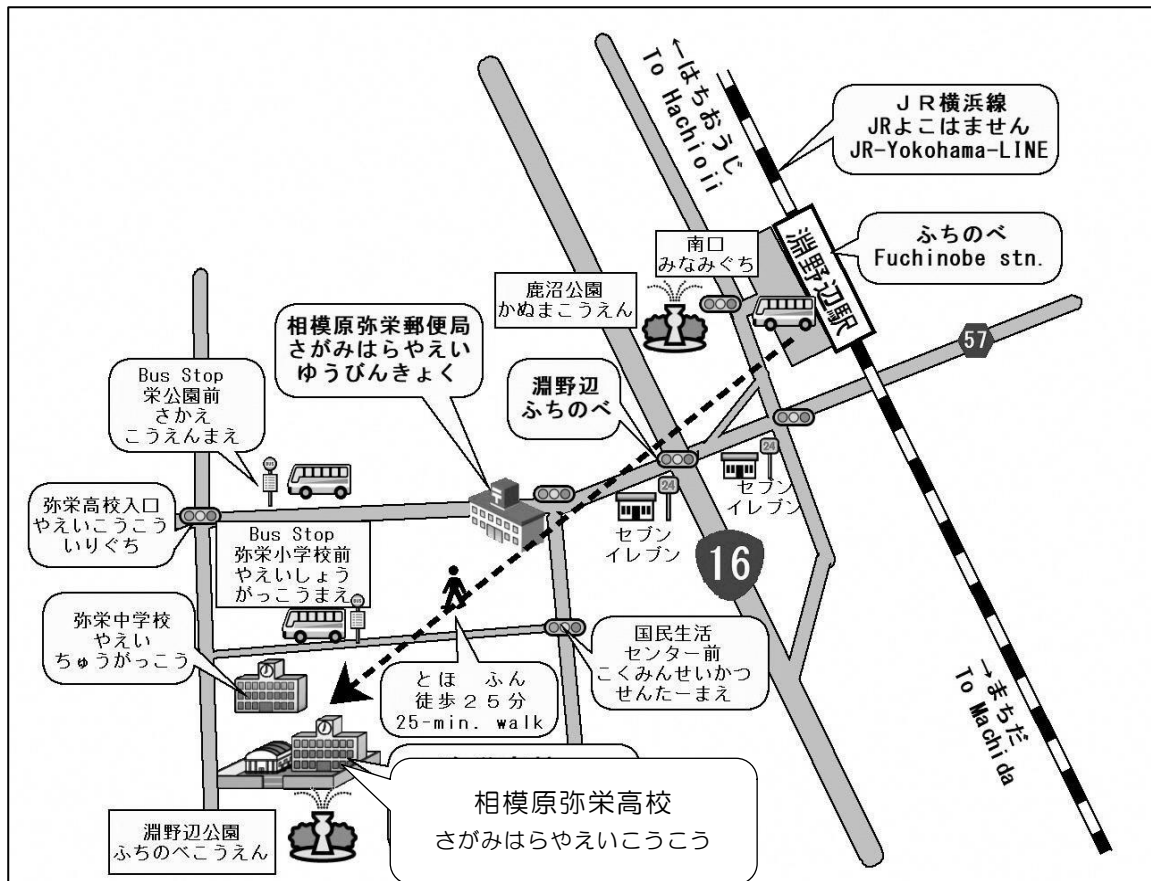 ←はちおうじ
To Hachioji
ＪＲ横浜線
JRよこはません
JR-Yokohama-LINE
淵野辺駅
ふちのべ
Fuchinobe stn.
南口
みなみぐち
鹿沼公園
かぬまこうえん
57
相模原弥栄郵便局
さがみはらやえい
ゆうびんきょく
淵野辺
ふちのべ
Bus Stop
栄公園前
さかえ
こうえんまえ
BUS
24
セブン
イレブン
24
セブン
イレブン
〒
弥栄高校入口
やえいこうこう
いりぐち
Bus Stop
弥栄小学校前
やえいしょう
がっこうまえ
BUS
16
弥栄中学校
やえい
ちゅうがっこう
国民生活
センター前
こくみんせいかつ
せんたーまえ
とほ　ふん
徒歩２５分
25-min. walk
→まちだ
To Machida
相模原弥栄高校
さがみはらやえいこうこう
淵野辺公園
ふちのべこうえん